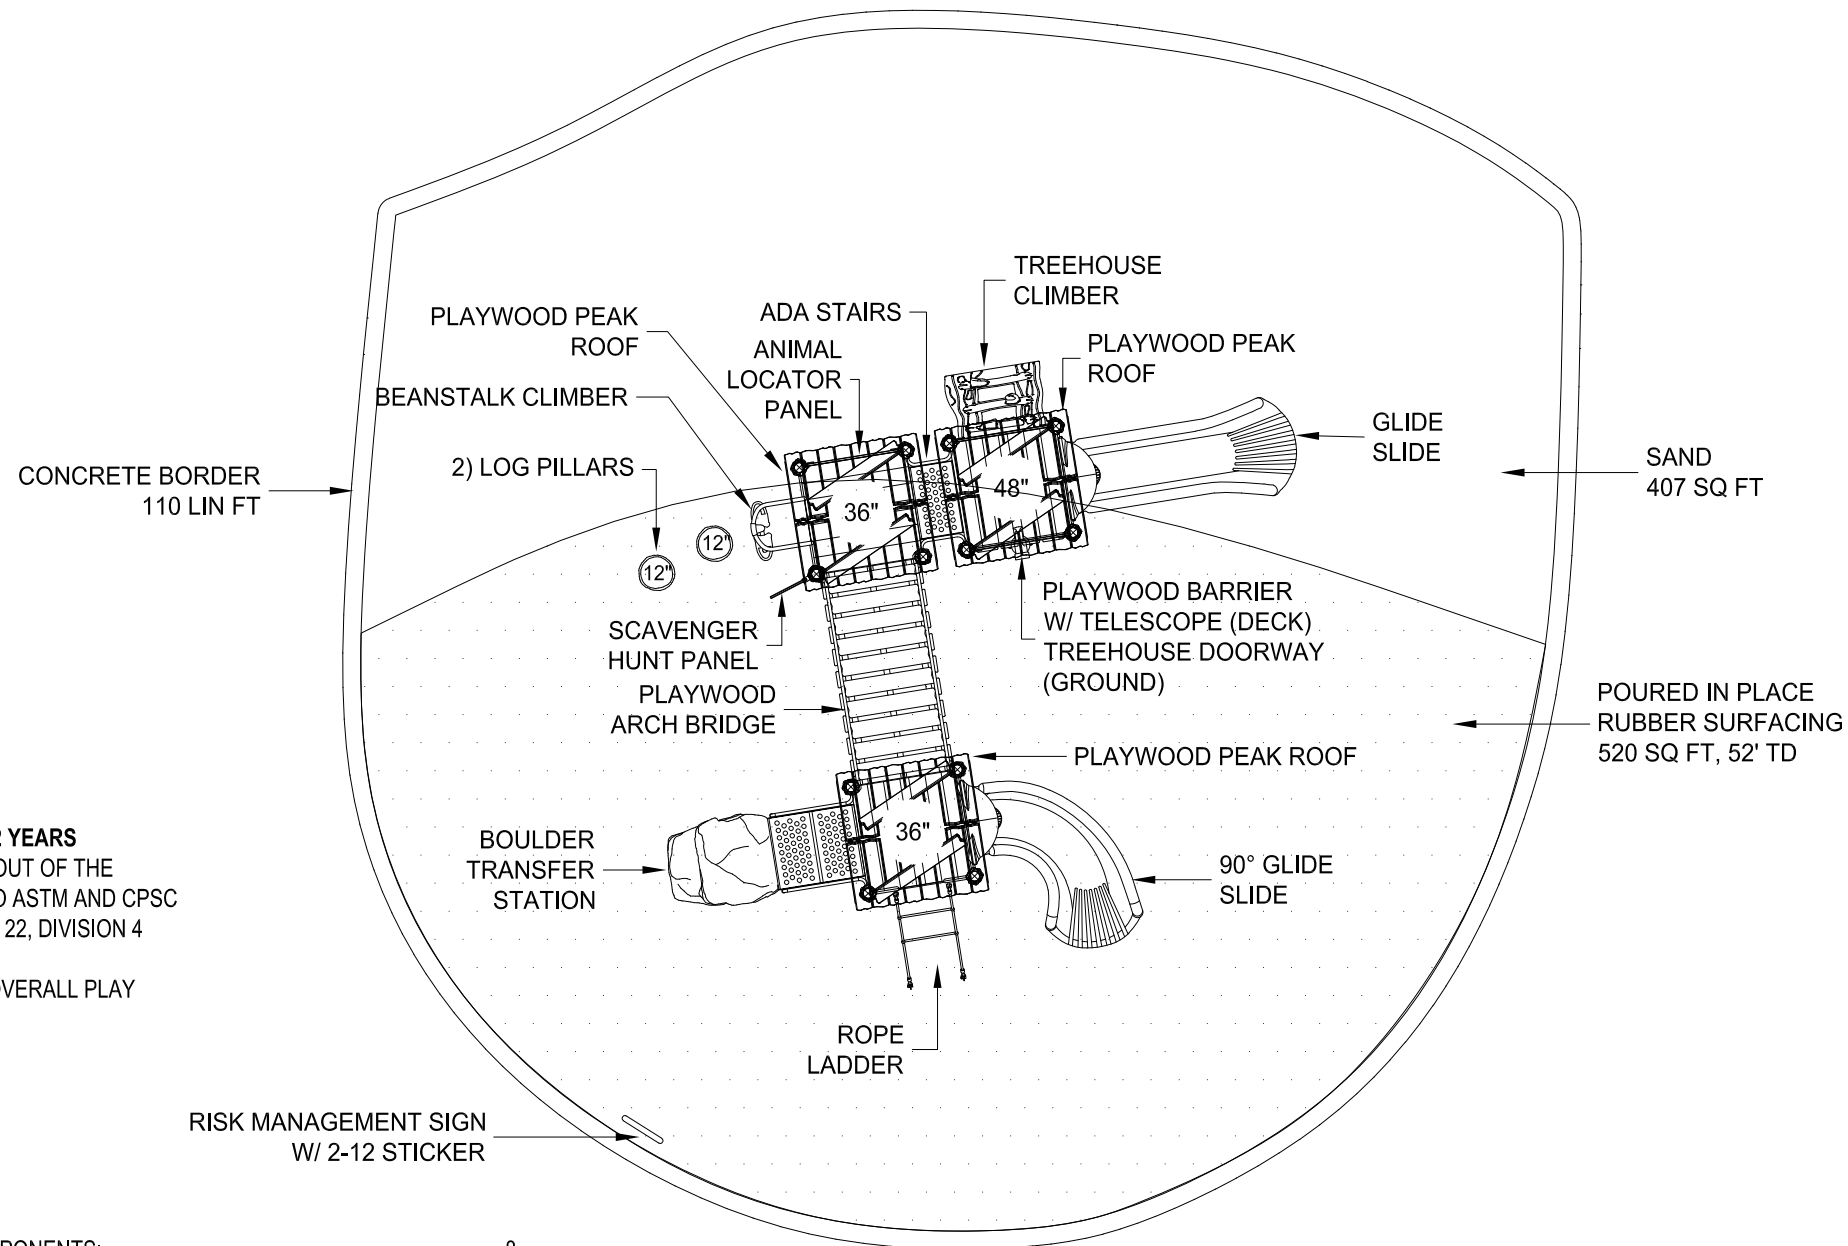 TREEHOUSE
CLIMBER
ADA STAIRS
PLAYWOOD PEAK
ROOF
ANIMAL
LOCATOR
PANEL
PLAYWOOD PEAK
ROOF
BEANSTALK CLIMBER
GLIDE
SLIDE
2) LOG PILLARS
CONCRETE BORDER
110 LIN FT
SAND
407 SQ FT
36"
48"
12"
12"
PLAYWOOD BARRIER
W/ TELESCOPE (DECK)
TREEHOUSE DOORWAY
(GROUND)
SCAVENGER
HUNT PANEL
PLAYWOOD
ARCH BRIDGE
POURED IN PLACE
RUBBER SURFACING
520 SQ FT, 52' TD
PLAYWOOD PEAK ROOF
36"
BOULDER
TRANSFER
STATION
90° GLIDE
SLIDE
2 YEARS
OUT OF THE
ASTM AND CPSC
22, DIVISION 4
OVERALL PLAY
ROPE
LADDER
RISK MANAGEMENT SIGN
W/ 2-12 STICKER